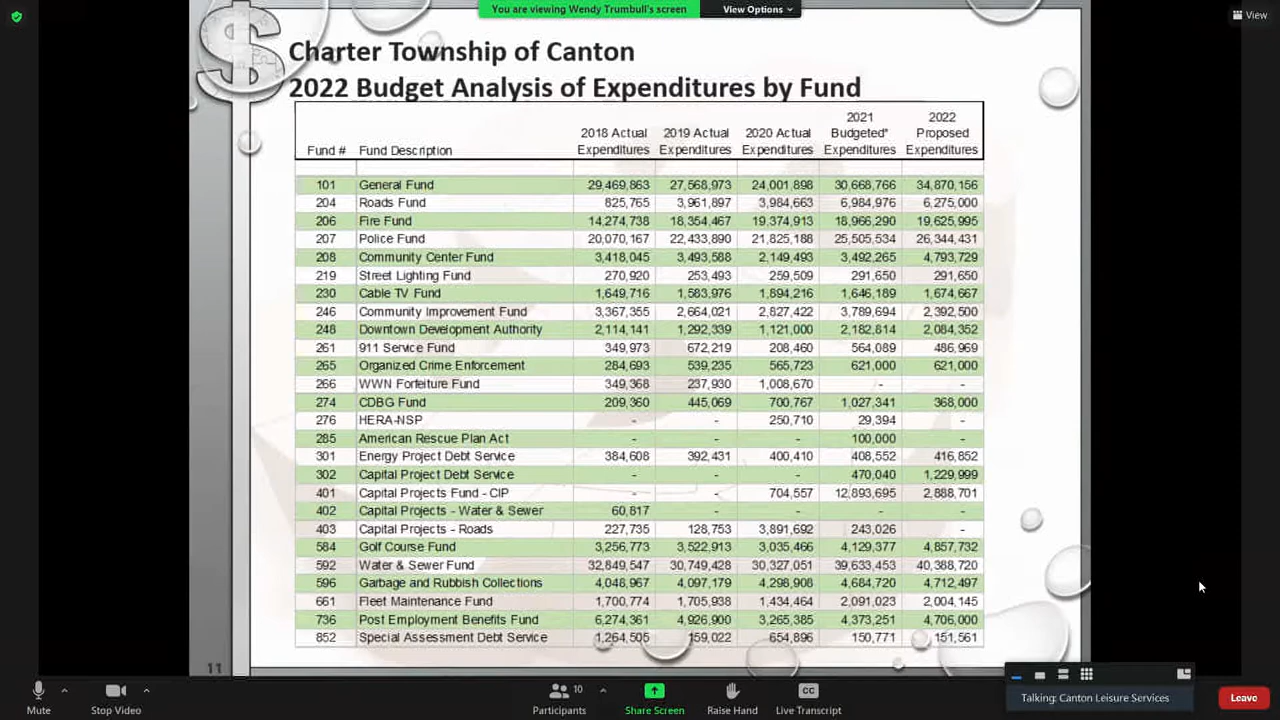 You are viewing Wendy Trumbull's screen
View Options
View
Charter Township of Canton
2022 Budget Analysis of Expenditures by Fund
Fund # Fund Description 2018 Actual Expenditures 2019 Actual Expenditures 2020 Actual Expenditures 2021 Budgeted* Expenditures 2022 Proposed Expenditures
101 General Fund 29,469,863 27,568,973 24,001,898 30,668,766 34,870,156
204 Roads Fund 825,765 3,961,897 3,984,663 6,984,976 6,275,000
206 Fire Fund 14,274,738 18,354,467 19,374,913 18,966,290 19,625,995
207 Police Fund 20,070,167 22,433,890 21,825,188 25,505,534 26,344,431
208 Community Center Fund 3,418,045 3,493,588 2,149,493 3,492,265 4,793,729
219 Street Lighting Fund 270,920 253,493 259,509 291,650 291,650
230 Cable TV Fund 1,649,716 1,583,976 1,894,216 1,646,189 1,674,667
246 Community Improvement Fund 3,367,355 2,664,021 2,827,422 3,789,694 2,392,500
248 Downtown Development Authority 2,114,141 1,292,339 1,121,000 2,182,814 2,084,352
261 911 Service Fund 349,973 672,219 208,460 564,089 486,969
265 Organized Crime Enforcement 284,693 539,235 565,723 621,000 621,000
266 WWN Forfeiture Fund 349,368 237,930 1,008,670 - -
274 CDBG Fund 209,360 445,069 700,767 1,027,341 368,000
276 HERA-NSP - - 250,710 29,394 -
285 American Rescue Plan Act - - - 100,000 -
301 Energy Project Debt Service 384,608 392,431 400,410 408,552 416,852
302 Capital Project Debt Service - - - 470,040 1,229,999
401 Capital Projects Fund - CIP - - 704,557 12,893,695 2,888,701
402 Capital Projects - Water & Sewer 60,817 - - - -
403 Capital Projects - Roads 227,735 128,753 3,891,692 243,026 -
584 Golf Course Fund 3,256,773 3,522,913 3,035,466 4,129,377 4,857,732
592 Water & Sewer Fund 32,849,547 30,749,428 30,327,051 39,633,453 40,388,720
596 Garbage and Rubbish Collections 4,048,967 4,097,179 4,298,908 4,684,720 4,712,497
661 Fleet Maintenance Fund 1,700,774 1,705,938 1,434,464 2,091,023 2,004,145
736 Post Employment Benefits Fund 6,274,361 4,926,900 3,265,385 4,373,251 4,706,000
852 Special Assessment Debt Service 1,264,505 159,022 654,896 150,771 151,561
11
Talking: Canton Leisure Services
Mute
Stop Video
10
Participants
Share Screen
Raise Hand
CC
Live Transcript
Leave